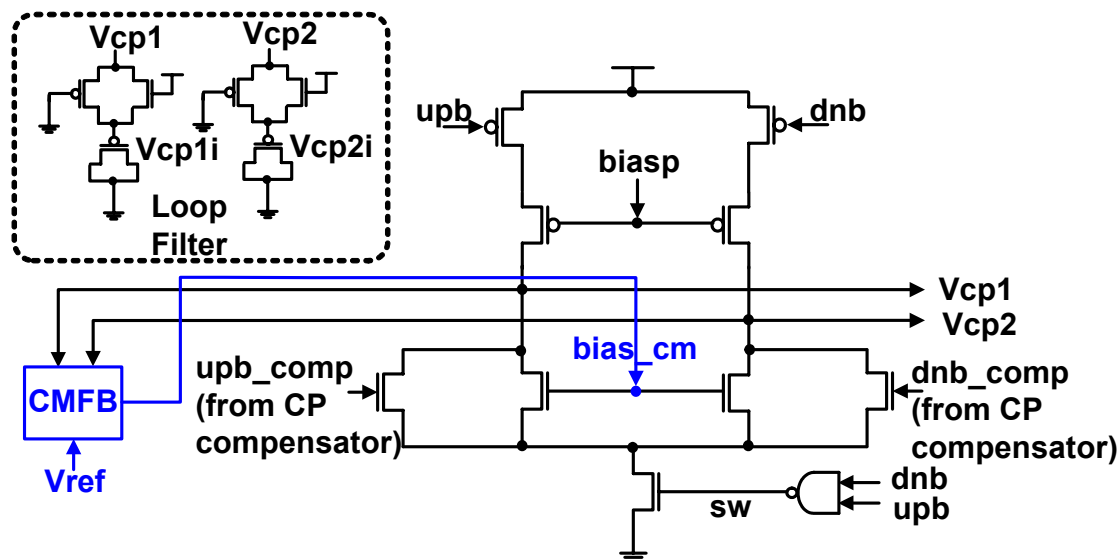 Vcp1
Vcp2
Vcp1i
Vcp2i
Loop
Filter
upb
dnb
biasp
Vcp1
Vcp2
bias_cm
CMFB
Vref
upb_comp
(from CP
compensator)
dnb_comp
(from CP
compensator)
sw
dnb
upb